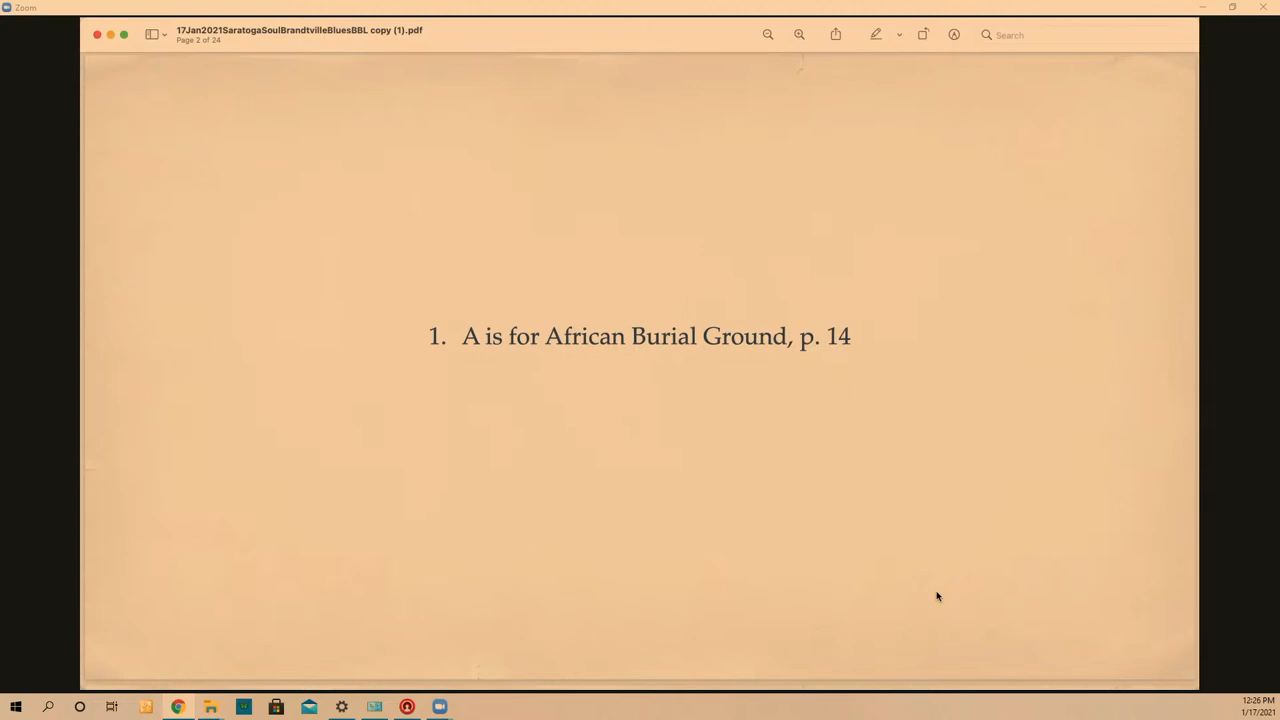 Zoom
17Jan2021SaratogaSoulBrandtvilleBluesBBL copy (1).pdf
Page 2 of 24
Search
1. A is for African Burial Ground, p. 14
12:26 PM
1/17/2021